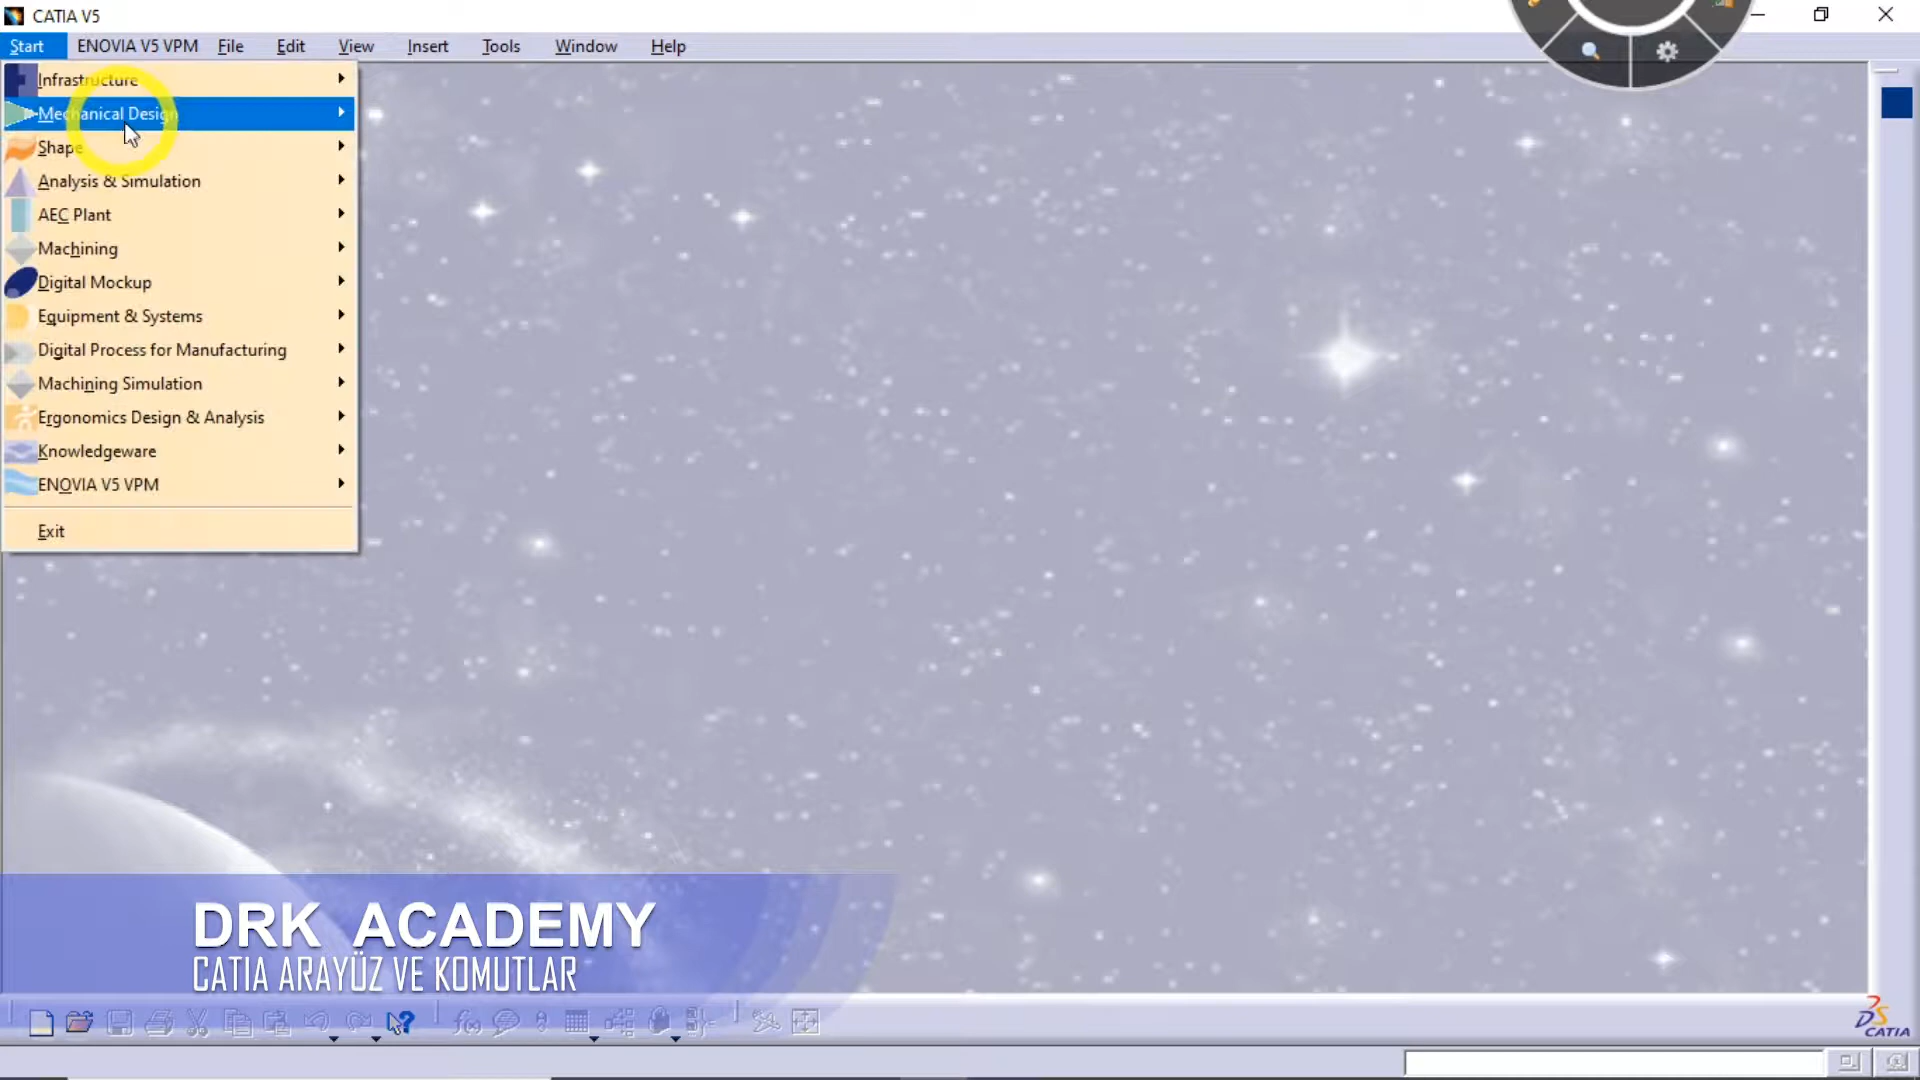 CATIA V5
Start ENOVIA V5 VPM File Edit View Insert Tools Window Help
Infrastructure
Mechanical Design
Shape
Analysis & Simulation
AEC Plant
Machining
Digital Mockup
Equipment & Systems
Digital Process for Manufacturing
Machining Simulation
Ergonomics Design & Analysis
Knowledgeware
ENOVIA V5 VPM
Exit
DRK ACADEMY
CATIA ARAYÜZ VE KOMUTLAR
CATIA